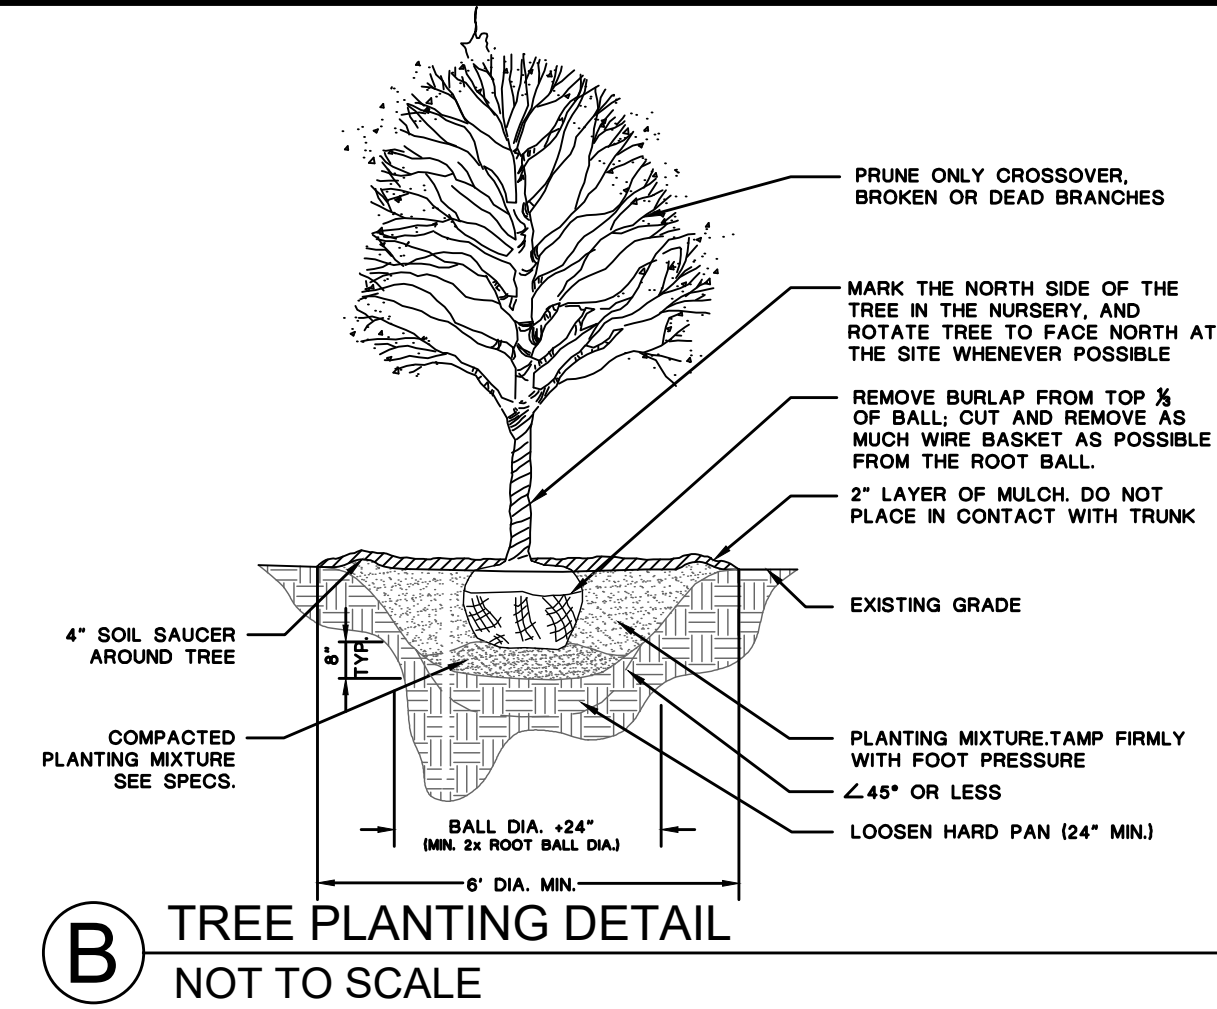 PRUNE ONLY CROSSOVER,
BROKEN OR DEAD BRANCHES
MARK THE NORTH SIDE OF THE
TREE IN THE NURSERY, AND
ROTATE TREE TO FACE NORTH AT
THE SITE WHENEVER POSSIBLE
REMOVE BURLAP FROM TOP ⅓
OF BALL; CUT AND REMOVE AS
MUCH WIRE BASKET AS POSSIBLE
FROM THE ROOT BALL.
2" LAYER OF MULCH. DO NOT
PLACE IN CONTACT WITH TRUNK
EXISTING GRADE
4" SOIL SAUCER
AROUND TREE
8"
TYP.
COMPACTED
PLANTING MIXTURE
SEE SPECS.
PLANTING MIXTURE.TAMP FIRMLY
WITH FOOT PRESSURE
∠45° OR LESS
LOOSEN HARD PAN (24" MIN.)
BALL DIA. +24"
(MIN. 2x ROOT BALL DIA.)
6' DIA. MIN.
B
TREE PLANTING DETAIL
NOT TO SCALE